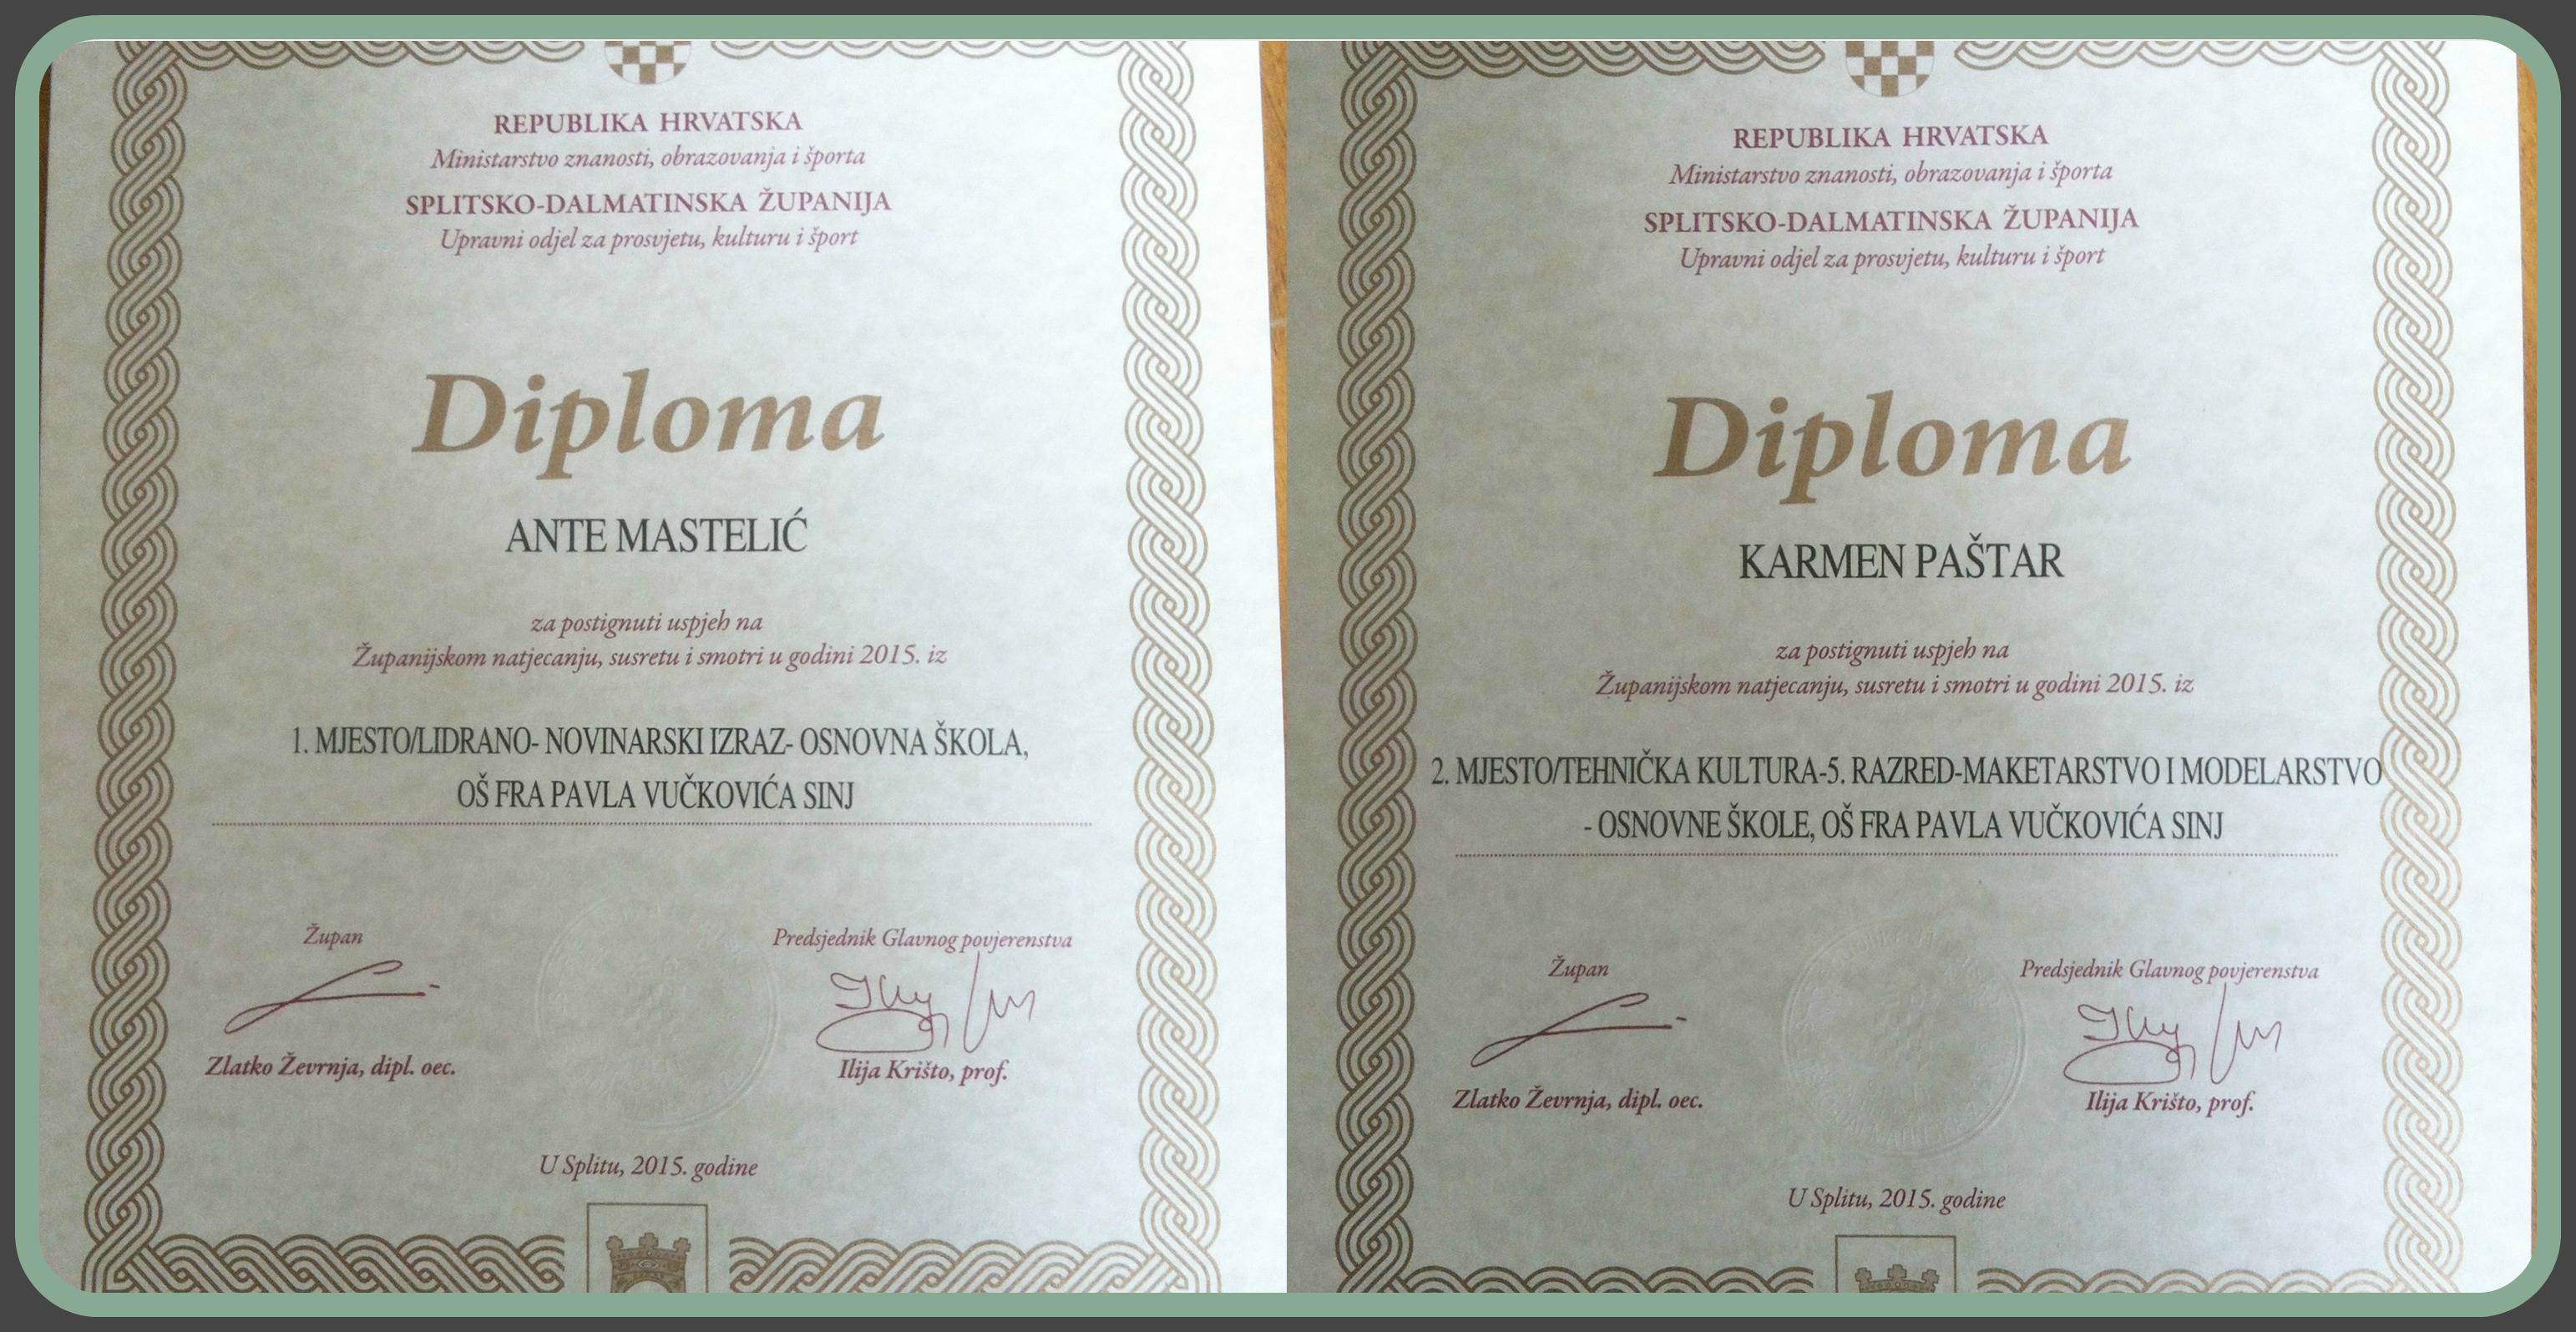 REPUBLIKA HRVATSKA
Ministarstvo znanosti, obrazovanja i športa
SPLITSKO-DALMATINSKA ŽUPANIJA
Upravni odjel za prosvjetu, kulturu i šport
Diploma
ANTE MASTELIĆ
za postignuti uspjeh na
Županijskom natjecanju, susretu i smotri u godini 2015. iz
1. MJESTO/LIDRANO- NOVINARSKI IZRAZ- OSNOVNA ŠKOLA,
OŠ FRA PAVLA VUČKOVIĆA SINJ
Župan
Predsjednik Glavnog povjerenstva
Zlatko Ževrnja, dipl. oec.
Ilija Krišto, prof.
U Splitu, 2015. godine
REPUBLIKA HRVATSKA
Ministarstvo znanosti, obrazovanja i športa
SPLITSKO-DALMATINSKA ŽUPANIJA
Upravni odjel za prosvjetu, kulturu i šport
Diploma
KARMEN PAŠTAR
za postignuti uspjeh na
Županijskom natjecanju, susretu i smotri u godini 2015. iz
2. MJESTO/TEHNIČKA KULTURA-5. RAZRED-MAKETARSTVO I MODELARSTVO
- OSNOVNE ŠKOLE, OŠ FRA PAVLA VUČKOVIĆA SINJ
Župan
Predsjednik Glavnog povjerenstva
Zlatko Ževrnja, dipl. oec.
Ilija Krišto, prof.
U Splitu, 2015. godine